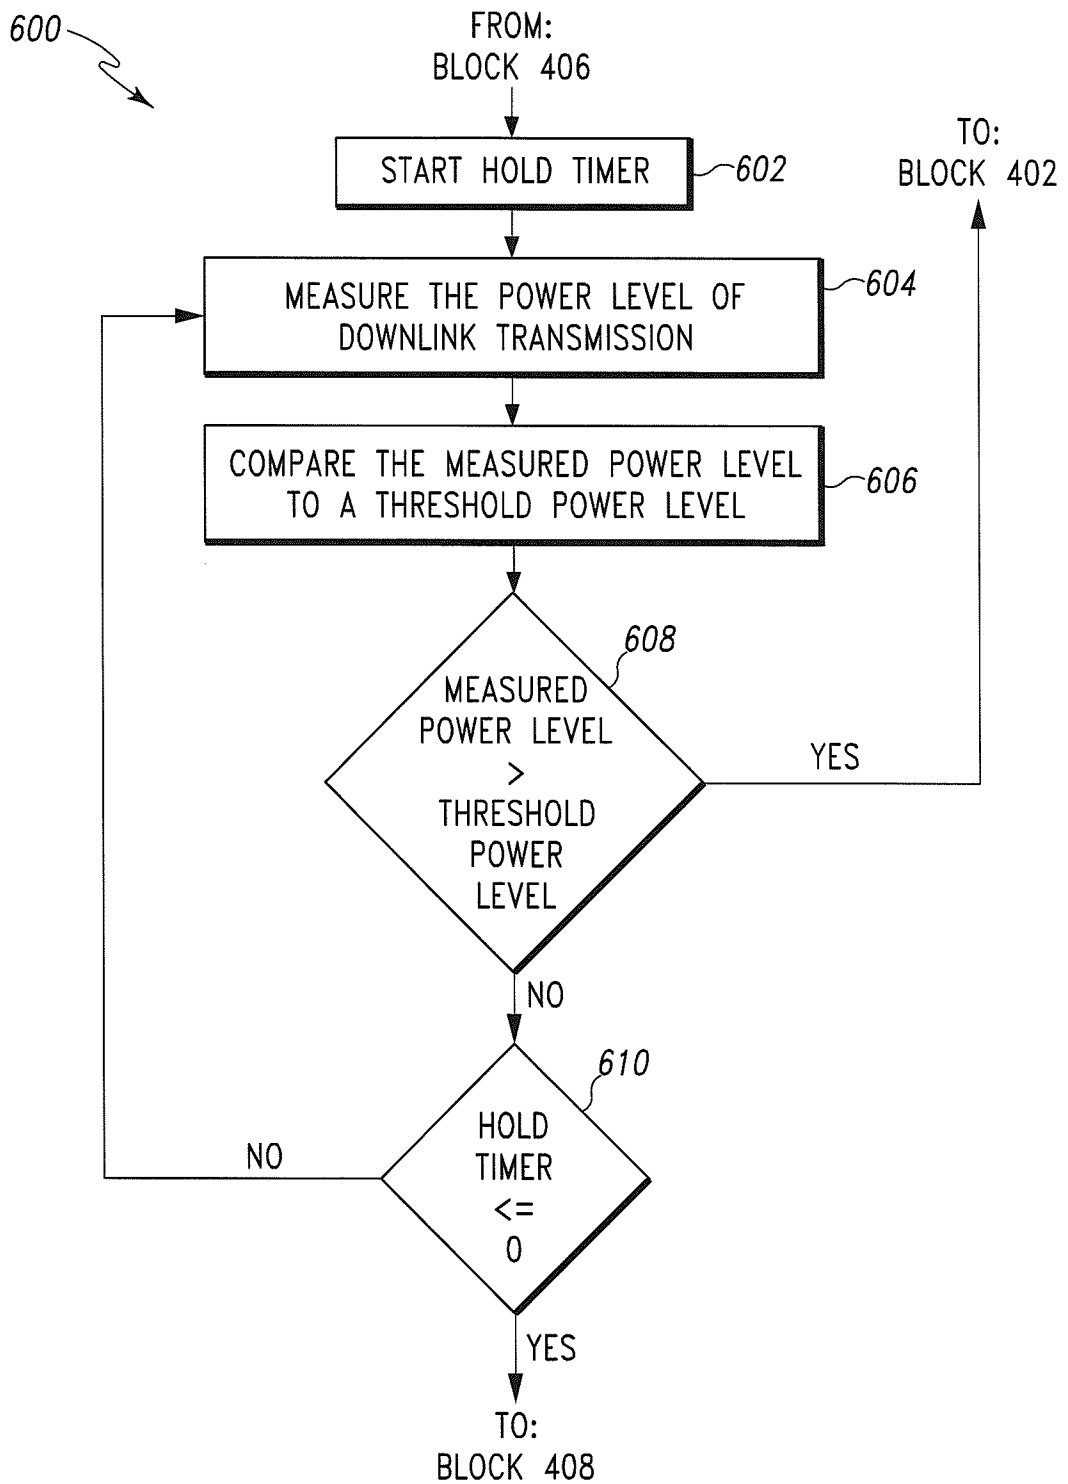 600
FROM:
BLOCK 406
TO:
BLOCK 402
START HOLD TIMER
602
MEASURE THE POWER LEVEL OF
DOWNLINK TRANSMISSION
604
COMPARE THE MEASURED POWER LEVEL
TO A THRESHOLD POWER LEVEL
606
608
MEASURED
POWER LEVEL
>
THRESHOLD
POWER
LEVEL
YES
NO
610
HOLD
TIMER
<=
0
NO
YES
TO:
BLOCK 408